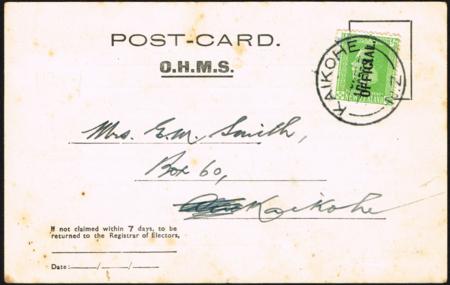 POST-CARD.
O.H.M.S.
KAIKOHE
N.Z
OFFICIAL.
Mrs. E.M. Smith,
Box 60,
Kaikohe
If not claimed within 7 days, to be
returned to the Registrar of Electors,
Date:——/——/——